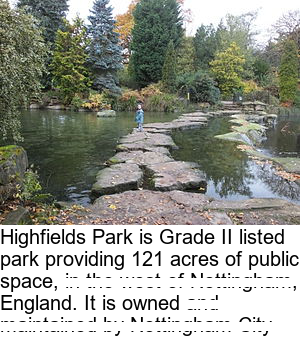 Highfields Park is Grade II listed
park providing 121 acres of public
space, in the west of Nottingham,
England. It is owned and
maintained by Nottingham City